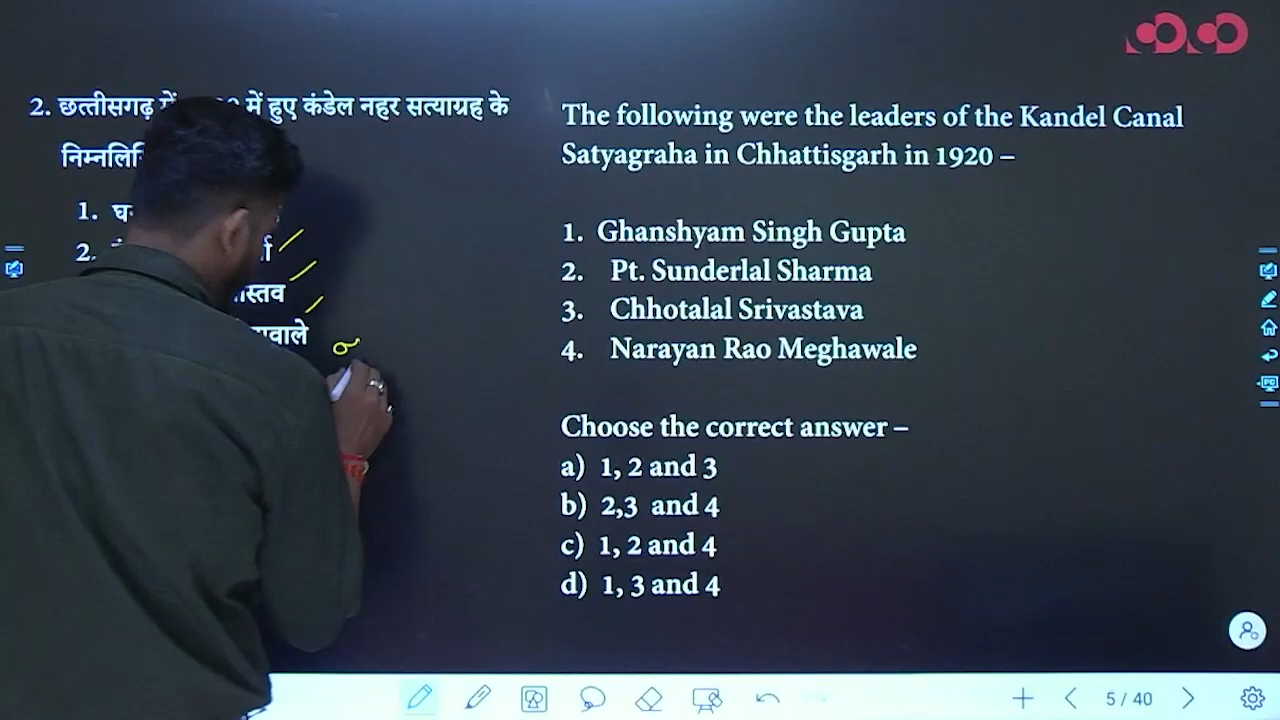 2. छत्तीसगढ़ में हुए कंडेल नहर सत्याग्रह के
1.
2.
The following were the leaders of the Kandel Canal
Satyagraha in Chhattisgarh in 1920 –
1. Ghanshyam Singh Gupta
2. Pt. Sunderlal Sharma
3. Chhotalal Srivastava
4. Narayan Rao Meghawale
Choose the correct answer –
a) 1, 2 and 3
b) 2,3 and 4
c) 1, 2 and 4
d) 1, 3 and 4
5 / 40